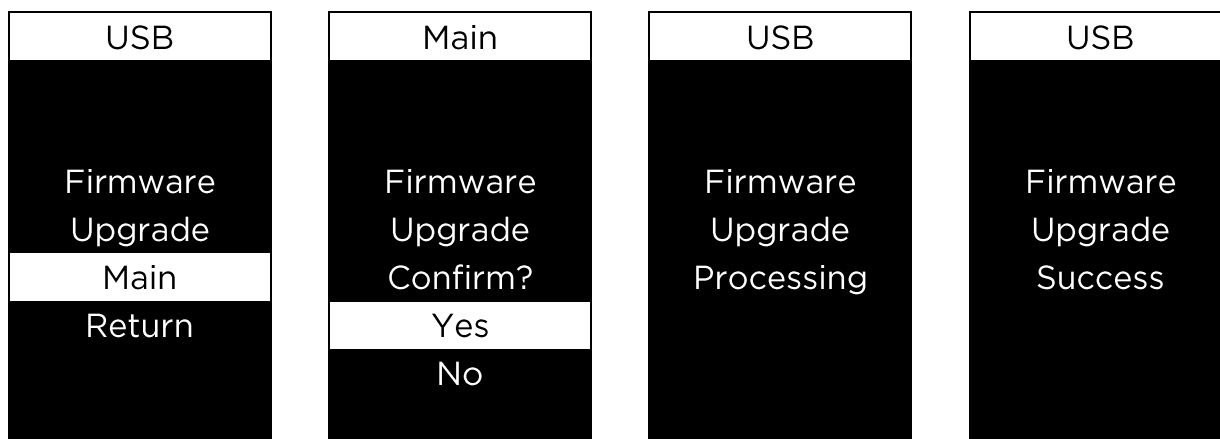 USB
Firmware
Upgrade
Main
Return
Main
Firmware
Upgrade
Confirm?
Yes
No
USB
Firmware
Upgrade
Processing
USB
Firmware
Upgrade
Success